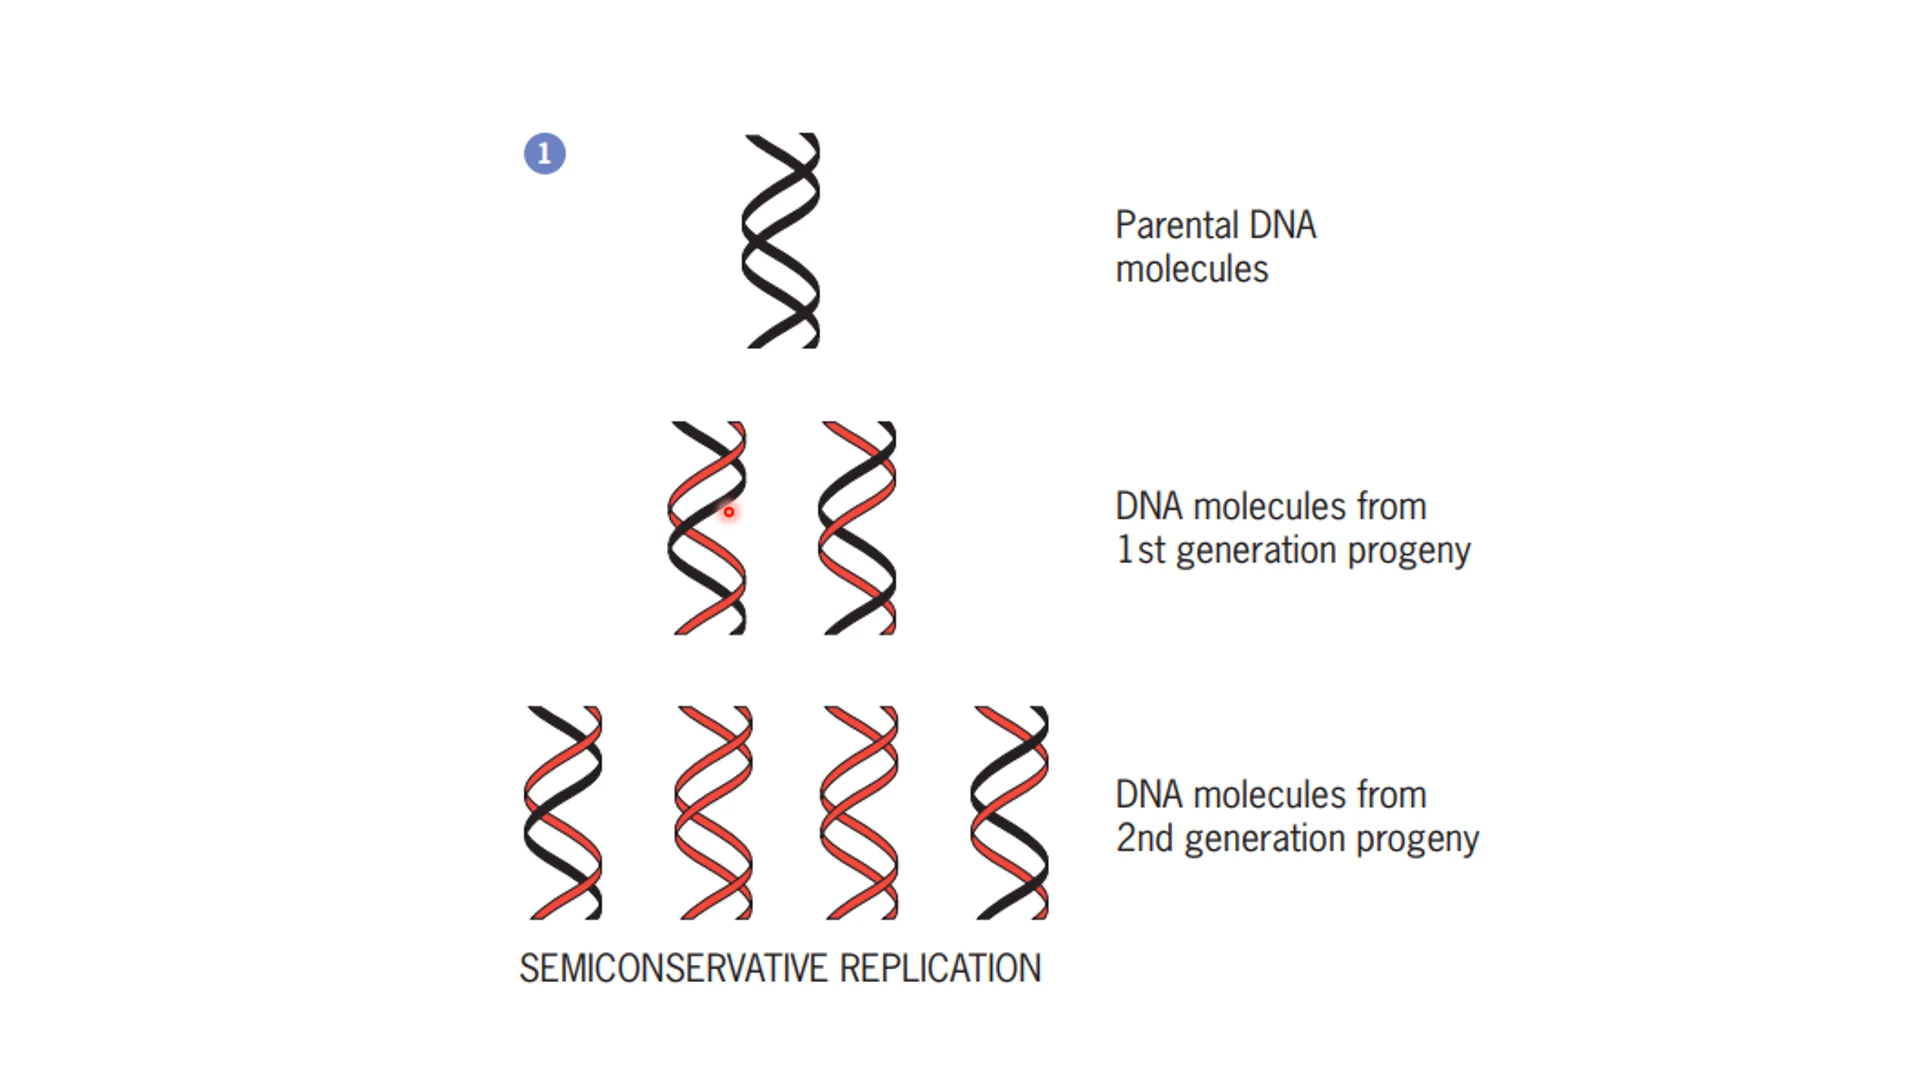 1
Parental DNA
molecules
DNA molecules from
1st generation progeny
DNA molecules from
2nd generation progeny
SEMICONSERVATIVE REPLICATION